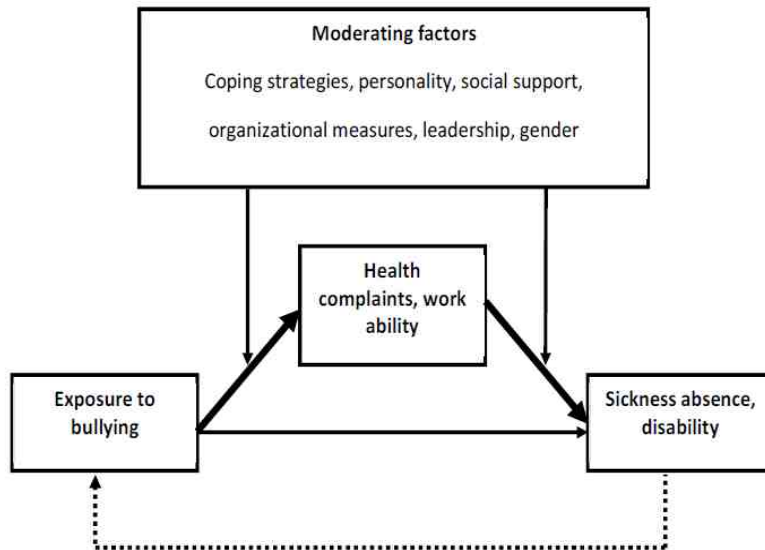 Moderating factors
Coping strategies, personality, social support,
organizational measures, leadership, gender
Health
complaints, work
ability
Exposure to
bullying
Sickness absence,
disability